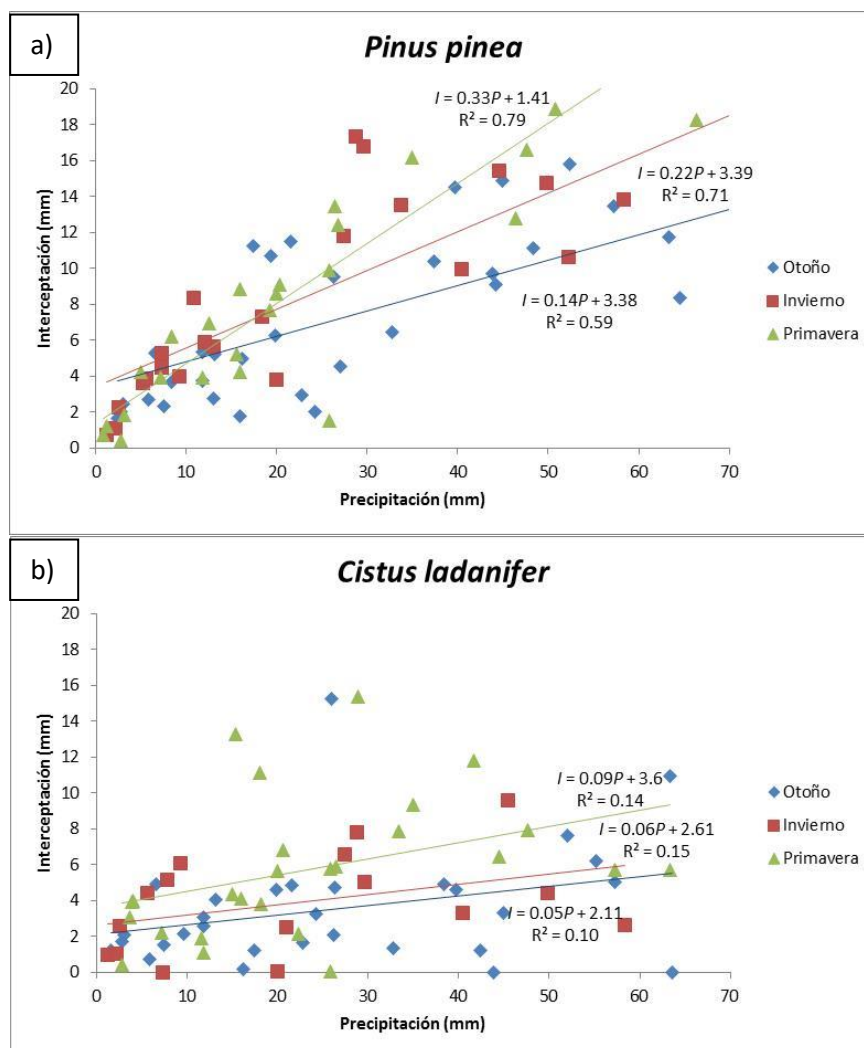 a)
Pinus pinea
I = 0.33P + 1.41
R² = 0.79
I = 0.22P + 3.39
R² = 0.71
I = 0.14P + 3.38
R² = 0.59
Interceptación (mm)
20
18
16
14
12
10
8
6
4
2
0
0 10 20 30 40 50 60 70
Precipitación (mm)
Otoño
Invierno
Primavera
b)
Cistus ladanifer
I = 0.09P + 3.6
R² = 0.14
I = 0.06P + 2.61
R² = 0.15
I = 0.05P + 2.11
R² = 0.10
Interceptación (mm)
20
18
16
14
12
10
8
6
4
2
0
0 10 20 30 40 50 60 70
Precipitación (mm)
Otoño
Invierno
Primavera